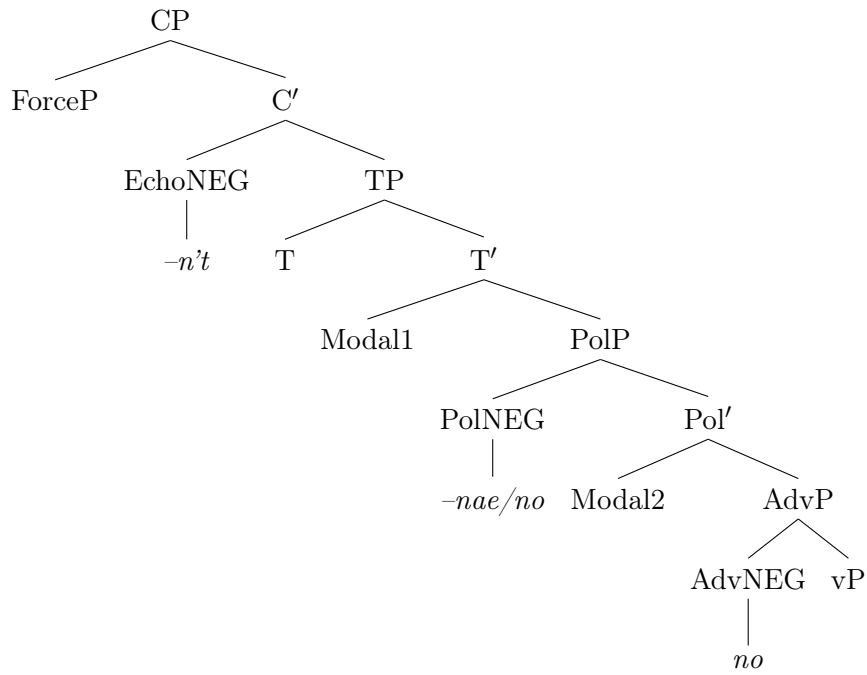 CP
ForceP C′
EchoNEG TP
–n't T T′
Modal1 PolP
PolNEG Pol′
–nae/no Modal2 AdvP
AdvNEG vP
no